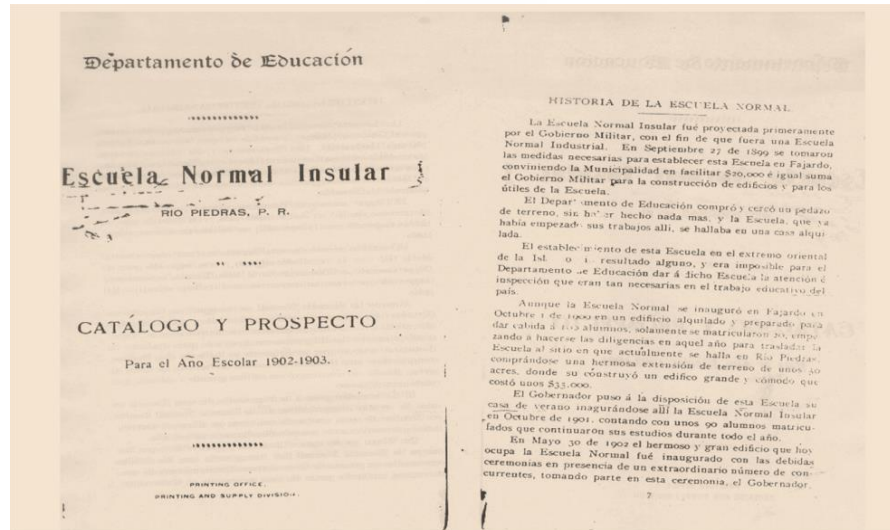 Departamento de Educación
Escuela Normal Insular
RIO PIEDRAS, P. R.
CATÁLOGO Y PROSPECTO
Para el Año Escolar 1902-1903.
PRINTING OFFICE.
PRINTING AND SUPPLY DIVISION.
HISTORIA DE LA ESCUELA NORMAL.
La Escuela Normal Insular fué proyectada primeramente
por el Gobierno Militar, con el fin de que fuera una Escuela
Normal Industrial. En Septiembre 27 de 1899 se tomaron
las medidas necesarias para establecer esta Escuela en Fajardo,
conviniendo la Municipalidad en facilitar $20,000 é igual suma
el Gobierno Militar para la construcción de edificios y para los
útiles de la Escuela.
El Depar mento de Educación compró y cercó un pedazo
de terreno, sin haber hecho nada mas, y la Escuela, que ya
había empezado sus trabajos alli, se hallaba en una casa alqui
lada.
El establecimiento de esta Escuela en el extremo oriental
de la resultado alguno, y era imposible para el
Departamento de Educación dar á dicho Escuela la atención é
inspección que eran tan necesarias en el trabajo educativo del
país.
Aunque la Escuela Normal se inauguró en Fajardo en
Octubre 1 de 1900 en un edificio alquilado y preparado para
dar cabida á alumnos, solamente se matricularon 20, empe
zando a hacerse las diligencias en aquel año para trasladar la
Escuela al sitio en que actualmente se halla en Rio Piedras,
comprándose una hermosa extensión de terreno de unos
acres, donde su construyó un edifico grande y cómodo que
costó unos $35,000.
El Gobernador puso á la disposición de esta Escuela su
casa de verano inagurándose allí la Escuela Normal Insular
en Octubre de 1901, contando con unos 90 alumnos matricu-
lados que continuaron sus estudios durante todo el año.
En Mayo 30 de 1902 el hermoso y gran edificio que hoy
ocupa la Escuela Normal fué inaugurado con las debidas
ceremonias en presencia de un extraordinario número de con-
currentes, tomando parte en esta ceremonia, el Gobernador,
7